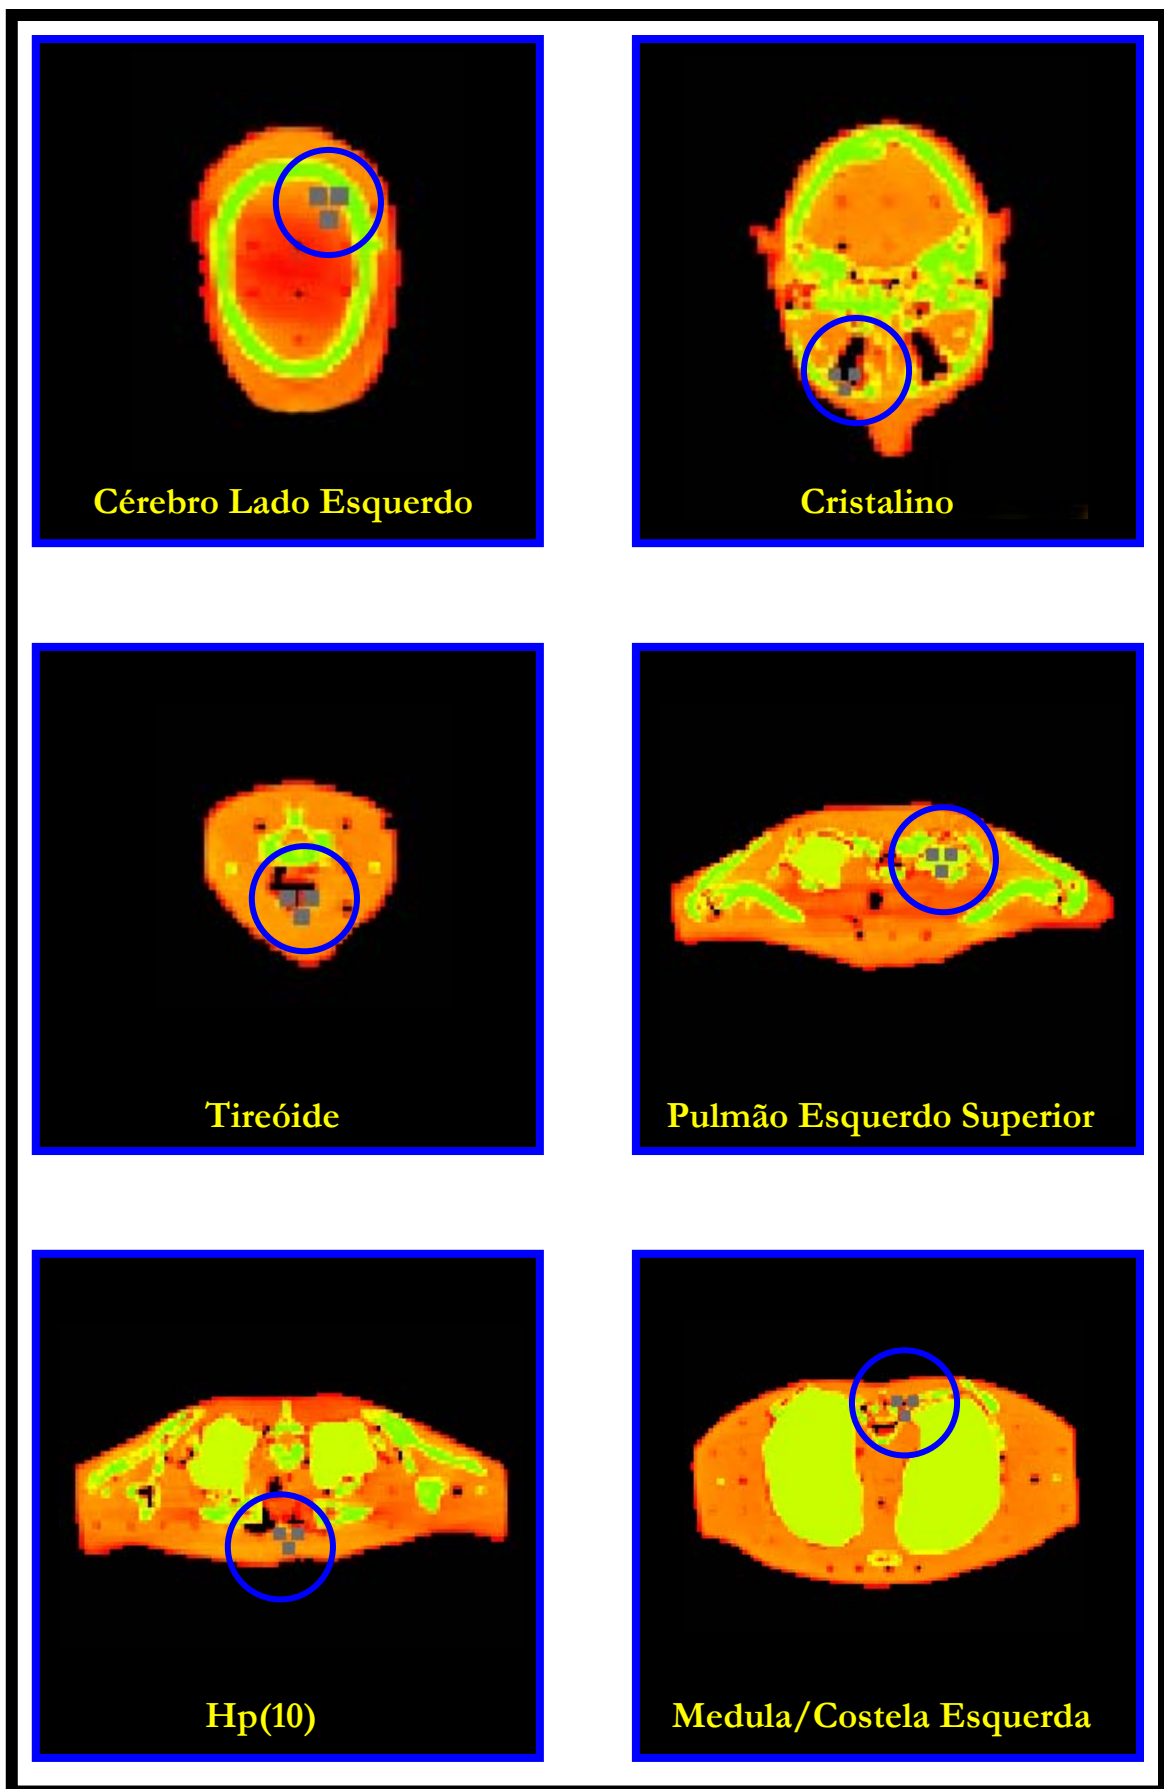 Cérebro Lado Esquerdo
Cristalino
Tireóide
Pulmão Esquerdo Superior
Hp(10)
Medula/Costela Esquerda